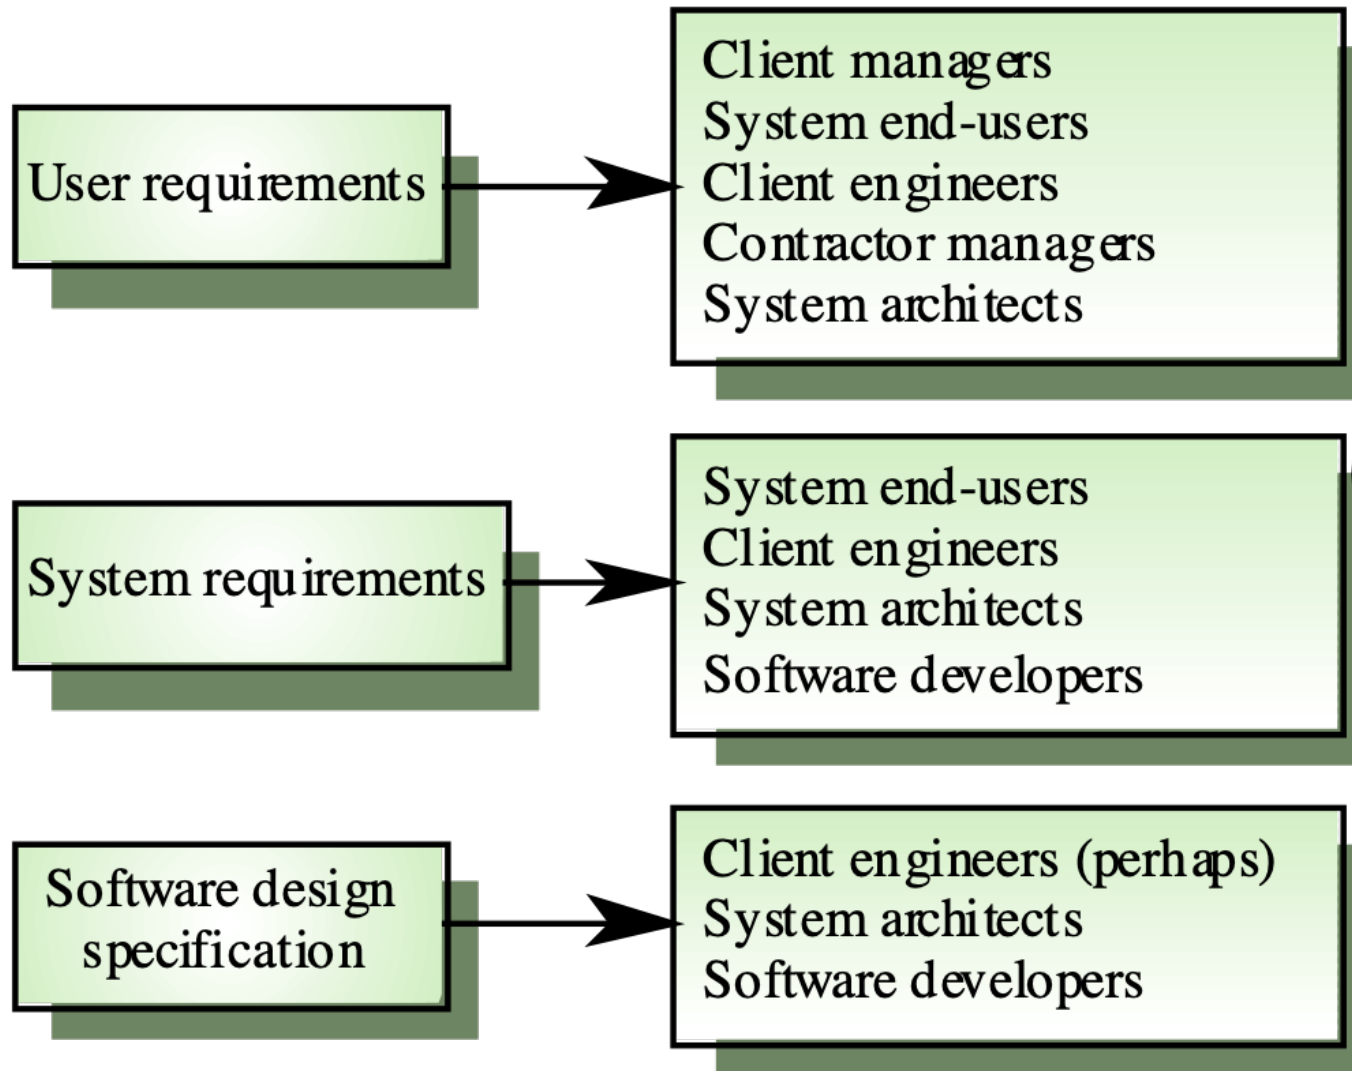 User requirements
Client managers
System end-users
Client engineers
Contractor managers
System architects
System requirements
System end-users
Client engineers
System architects
Software developers
Software design
specification
Client engineers (perhaps)
System architects
Software developers